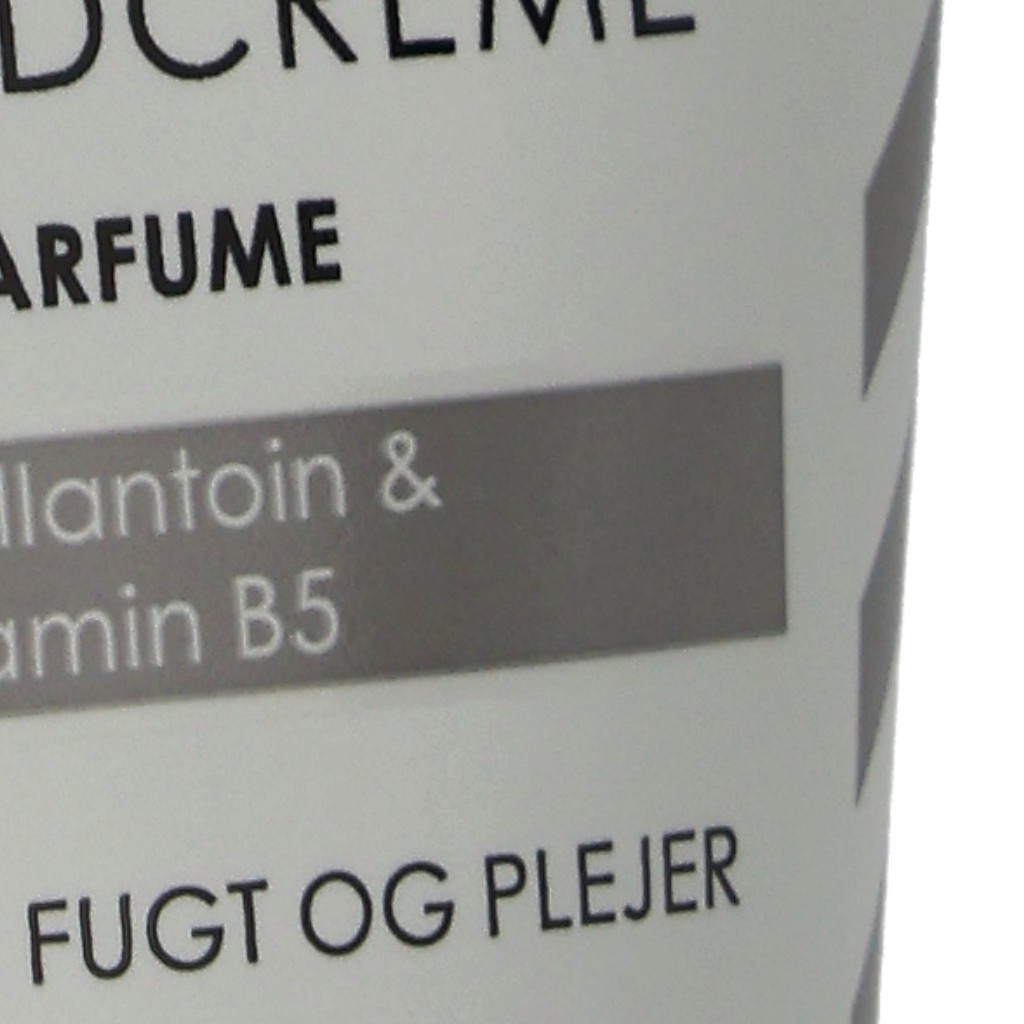 DCREME
ARFUME
llantoin &
amin B5
FUGT OG PLEJER